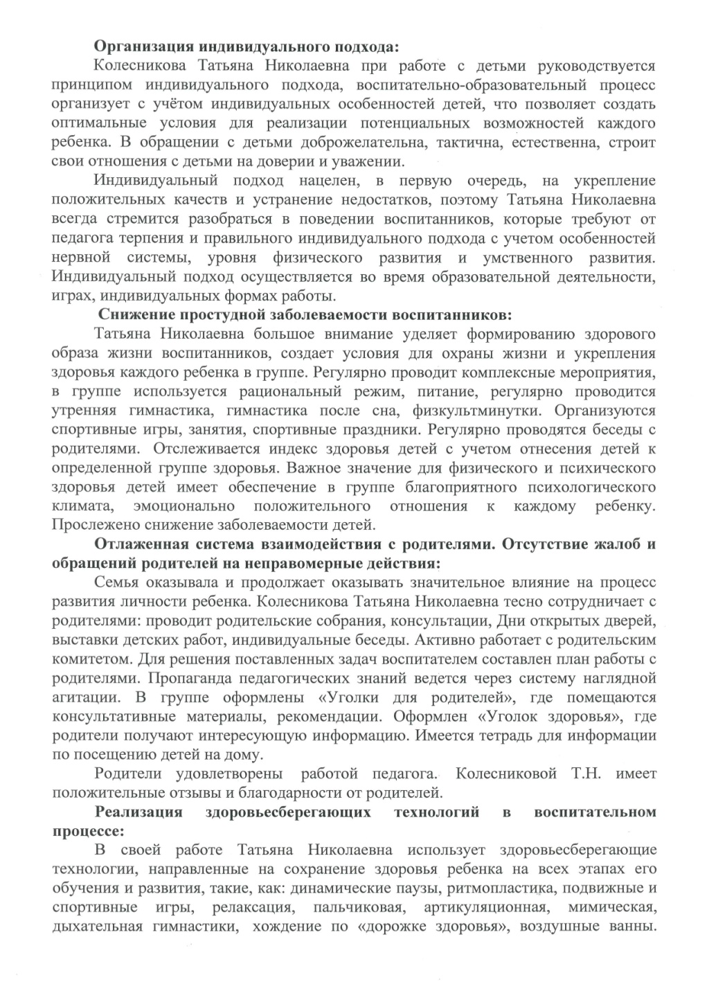 Организация индивидуального подхода:
Колесникова Татьяна Николаевна при работе с детьми руководствуется
принципом индивидуального подхода, воспитательно-образовательный процесс
организует с учётом индивидуальных особенностей детей, что позволяет создать
оптимальные условия для реализации потенциальных возможностей каждого
ребенка. В обращении с детьми доброжелательна, тактична, естественна, строит
свои отношения с детьми на доверии и уважении.
Индивидуальный подход нацелен, в первую очередь, на укрепление
положительных качеств и устранение недостатков, поэтому Татьяна Николаевна
всегда стремится разобраться в поведении воспитанников, которые требуют от
педагога терпения и правильного индивидуального подхода с учетом особенностей
нервной системы, уровня физического развития и умственного развития.
Индивидуальный подход осуществляется во время образовательной деятельности,
играх, индивидуальных формах работы.
Снижение простудной заболеваемости воспитанников:
Татьяна Николаевна большое внимание уделяет формированию здорового
образа жизни воспитанников, создает условия для охраны жизни и укрепления
здоровья каждого ребенка в группе. Регулярно проводит комплексные мероприятия,
в группе используется рациональный режим, питание, регулярно проводится
утренняя гимнастика, гимнастика после сна, физкультминутки. Организуются
спортивные игры, занятия, спортивные праздники. Регулярно проводятся беседы с
родителями. Отслеживается индекс здоровья детей с учетом отнесения детей к
определенной группе здоровья. Важное значение для физического и психического
здоровья детей имеет обеспечение в группе благоприятного психологического
климата, эмоционально положительного отношения к каждому ребенку.
Прослежено снижение заболеваемости детей.
Отлаженная система взаимодействия с родителями. Отсутствие жалоб и
обращений родителей на неправомерные действия:
Семья оказывала и продолжает оказывать значительное влияние на процесс
развития личности ребенка. Колесникова Татьяна Николаевна тесно сотрудничает с
родителями: проводит родительские собрания, консультации, Дни открытых дверей,
выставки детских работ, индивидуальные беседы. Активно работает с родительским
комитетом. Для решения поставленных задач воспитателем составлен план работы с
родителями. Пропаганда педагогических знаний ведется через систему наглядной
агитации. В группе оформлены «Уголки для родителей», где помещаются
консультативные материалы, рекомендации. Оформлен «Уголок здоровья», где
родители получают интересующую информацию. Имеется тетрадь для информации
по посещению детей на дому.
Родители удовлетворены работой педагога. Колесниковой Т.Н. имеет
положительные отзывы и благодарности от родителей.
Реализация здоровьесберегающих технологий в воспитательном
процессе:
В своей работе Татьяна Николаевна использует здоровьесберегающие
технологии, направленные на сохранение здоровья ребенка на всех этапах его
обучения и развития, такие, как: динамические паузы, ритмопластика, подвижные и
спортивные игры, релаксация, пальчиковая, артикуляционная, мимическая,
дыхательная гимнастики, хождение по «дорожке здоровья», воздушные ванны.